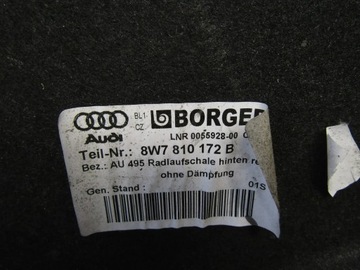 BL1-
CZ
BORGER
Audi
LNR 0055928-00
Teil-Nr.: 8W7 810 172 B
Bez.: AU 495 Radlaufschale hinten re
ohne Dämpfung
Gen. Stand :
01S